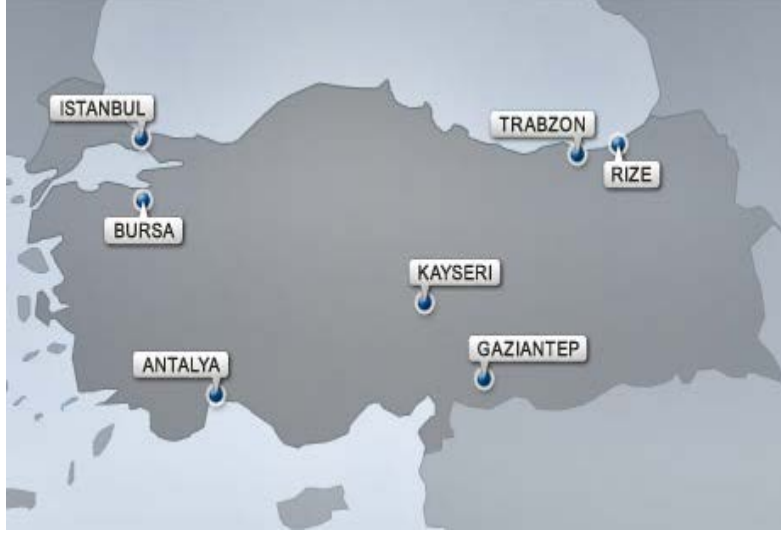 ISTANBUL
TRABZON
RIZE
BURSA
KAYSERI
GAZIANTEP
ANTALYA